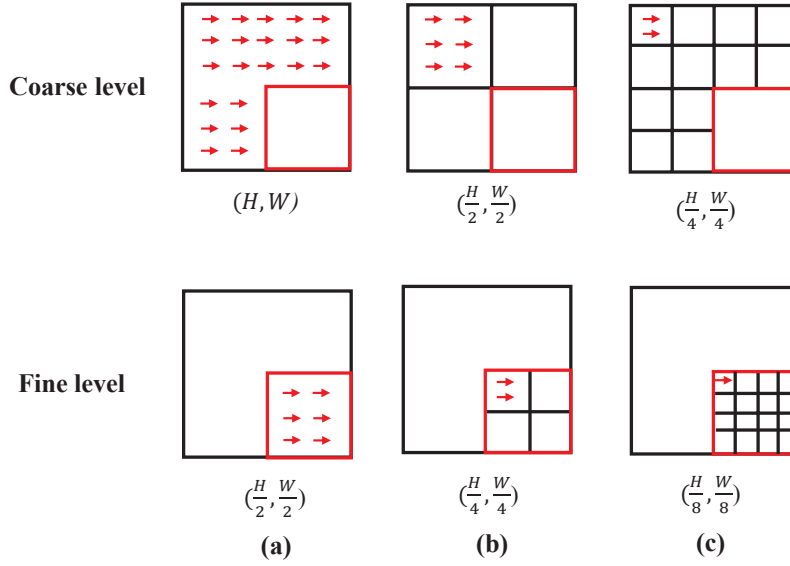 Coarse level
(H, W)
(H/2, W/2)
(H/4, W/4)
Fine level
(H/2, W/2)
(H/4, W/4)
(H/8, W/8)
(a)
(b)
(c)